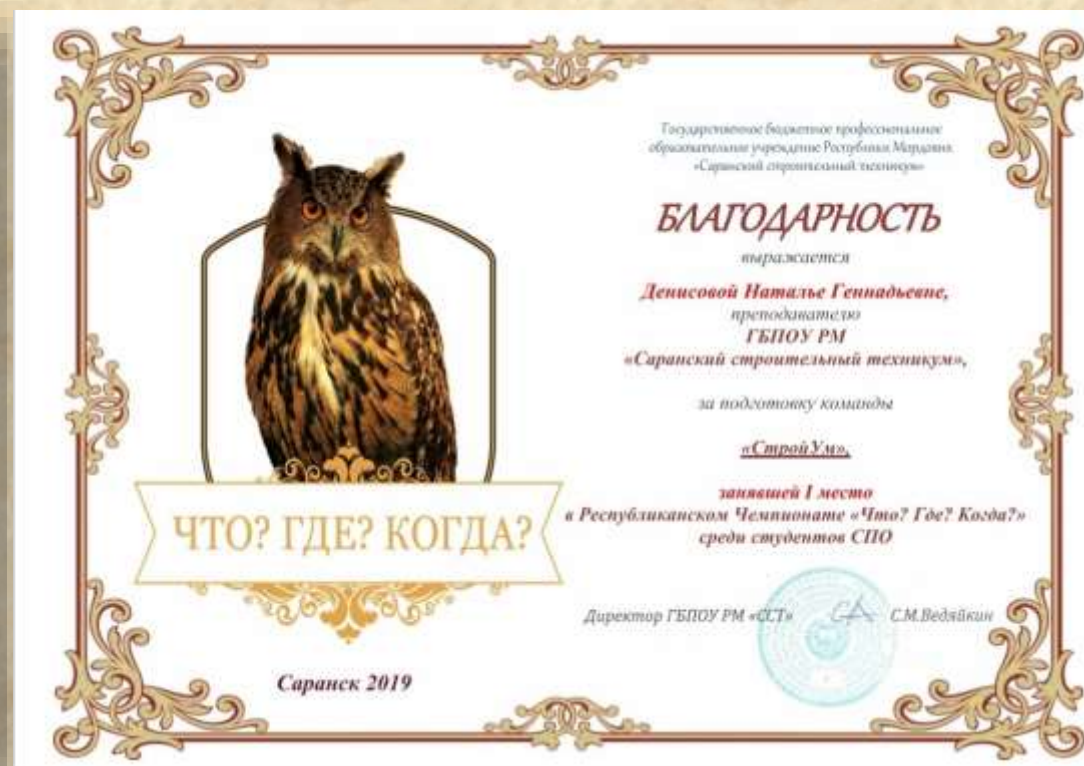 Государственное бюджетное профессиональное
образовательное учреждение Республики Мордовия
«Саранский строительный техникум»
БЛАГОДАРНОСТЬ
выражается
Денисовой Наталье Геннадьевне,
преподавателю
ГБПОУ РМ
«Саранский строительный техникум»,
за подготовку команды
«СтройУм»,
занявшей I место
в Республиканском Чемпионате «Что? Где? Когда?»
среди студентов СПО
ЧТО? ГДЕ? КОГДА?
Директор ГБПОУ РМ «ССТ» С.М.Ведяйкин
Саранск 2019